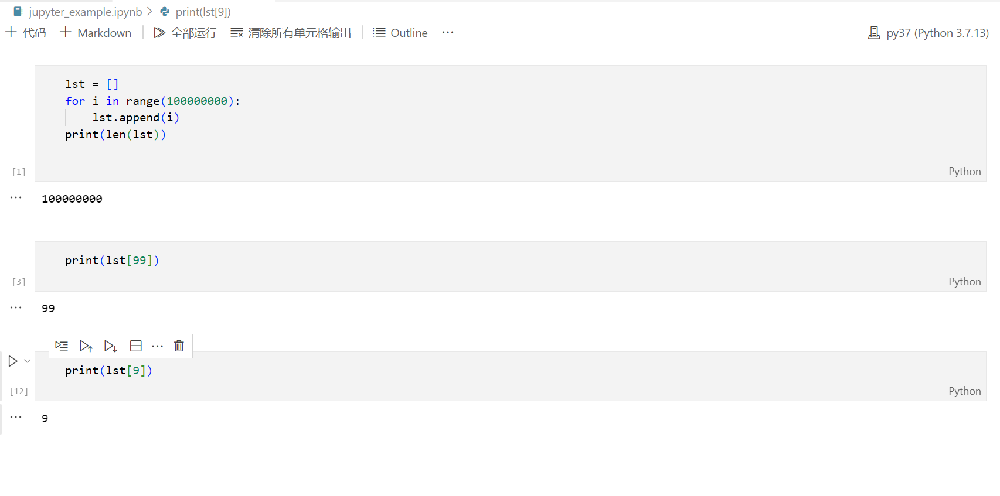 jupyter_example.ipynb > print(lst[9])
+ 代码 + Markdown | 全部运行 清除所有单元格输出 | Outline ··· py37 (Python 3.7.13)
lst = []
for i in range(100000000):
    lst.append(i)
print(len(lst))
[1] Python
··· 100000000
print(lst[99])
[3] Python
··· 99
···
print(lst[9])
[12] Python
··· 9